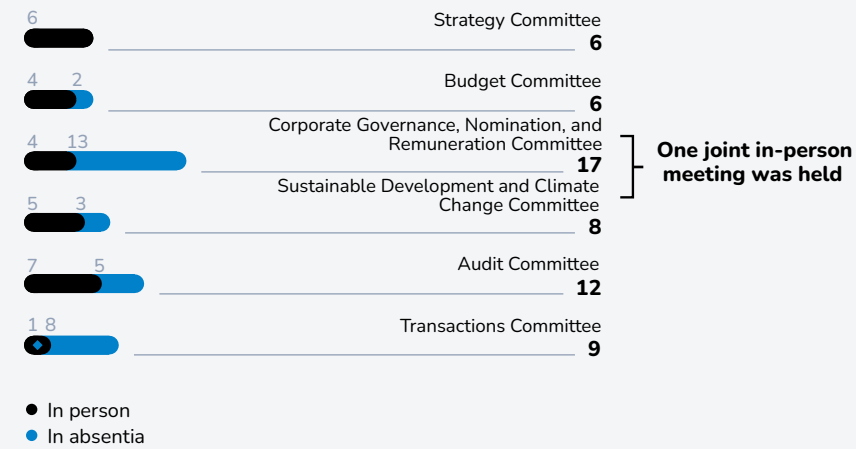 6
Strategy Committee
6
4 2
Budget Committee
6
4 13
Corporate Governance, Nomination, and
Remuneration Committee
17
One joint in-person
meeting was held
5 3
Sustainable Development and Climate
Change Committee
8
7 5
Audit Committee
12
1 8
Transactions Committee
9
In person
In absentia